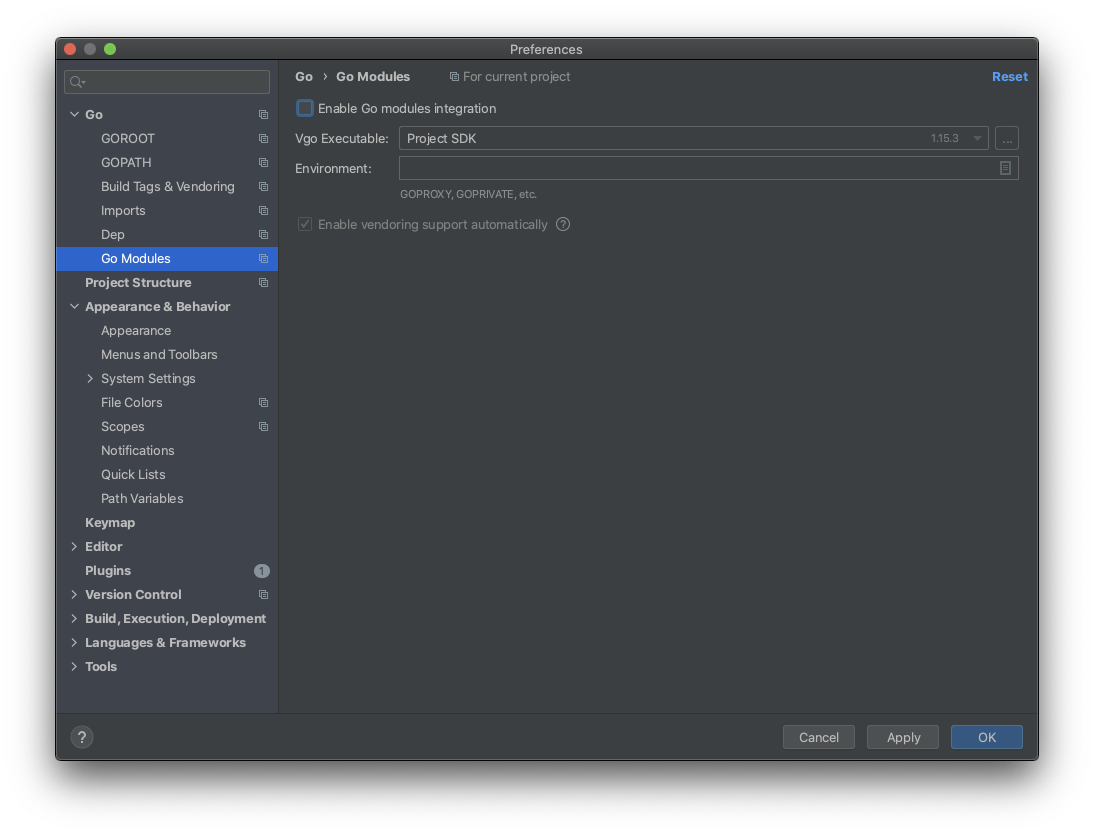 Preferences
Go
GOROOT
GOPATH
Build Tags & Vendoring
Imports
Dep
Go Modules
Project Structure
Appearance & Behavior
Appearance
Menus and Toolbars
System Settings
File Colors
Scopes
Notifications
Quick Lists
Path Variables
Keymap
Editor
Plugins 1
Version Control
Build, Execution, Deployment
Languages & Frameworks
Tools
Go › Go Modules For current project Reset
Enable Go modules integration
Vgo Executable: Project SDK 1.15.3 ...
Environment:
GOPROXY, GOPRIVATE, etc.
Enable vendoring support automatically ?
? Cancel Apply OK